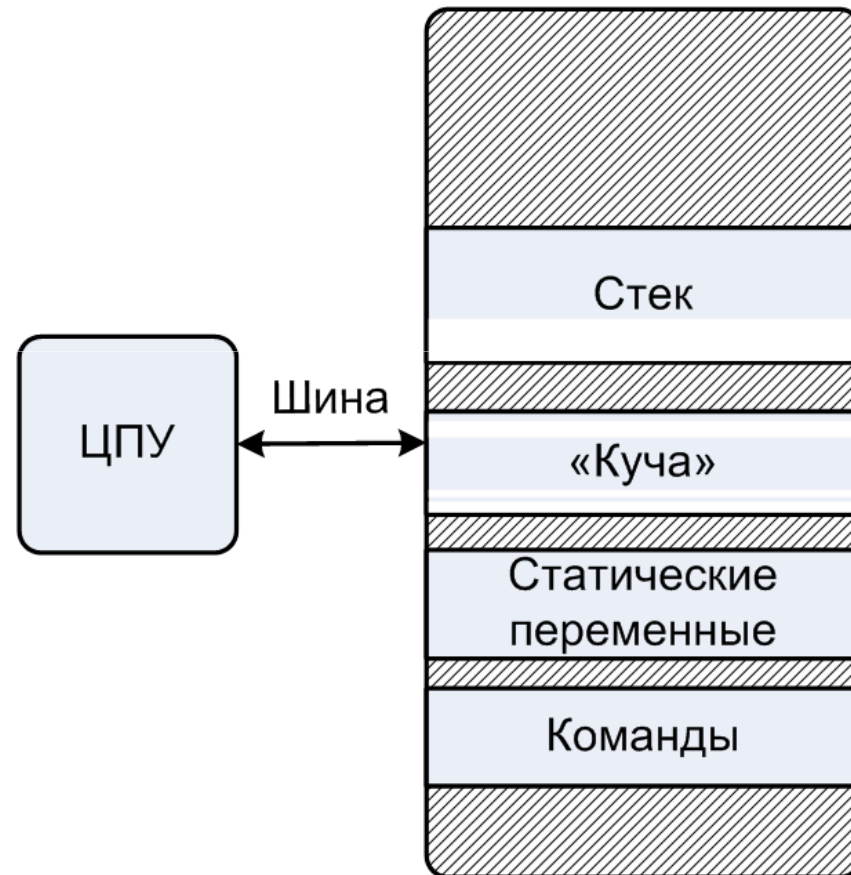 Стек
Шина
ЦПУ
«Куча»
Статические
переменные
Команды